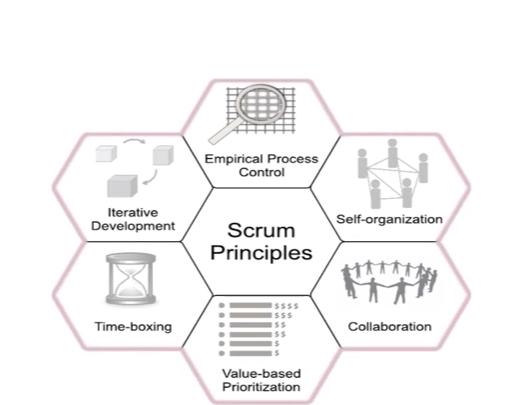 Empirical Process
Control
Iterative
Development
Self-organization
Scrum
Principles
Time-boxing
Collaboration
$$$$
$$$
$$
$$
$
$
Value-based
Prioritization